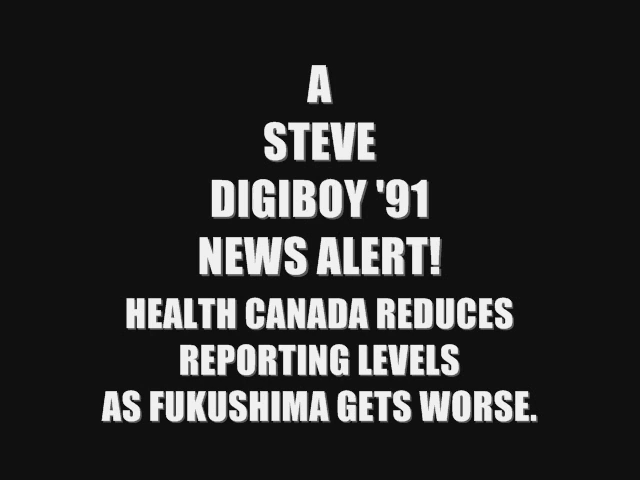 A
STEVE
DIGIBOY '91
NEWS ALERT!
HEALTH CANADA REDUCES
REPORTING LEVELS
AS FUKUSHIMA GETS WORSE.